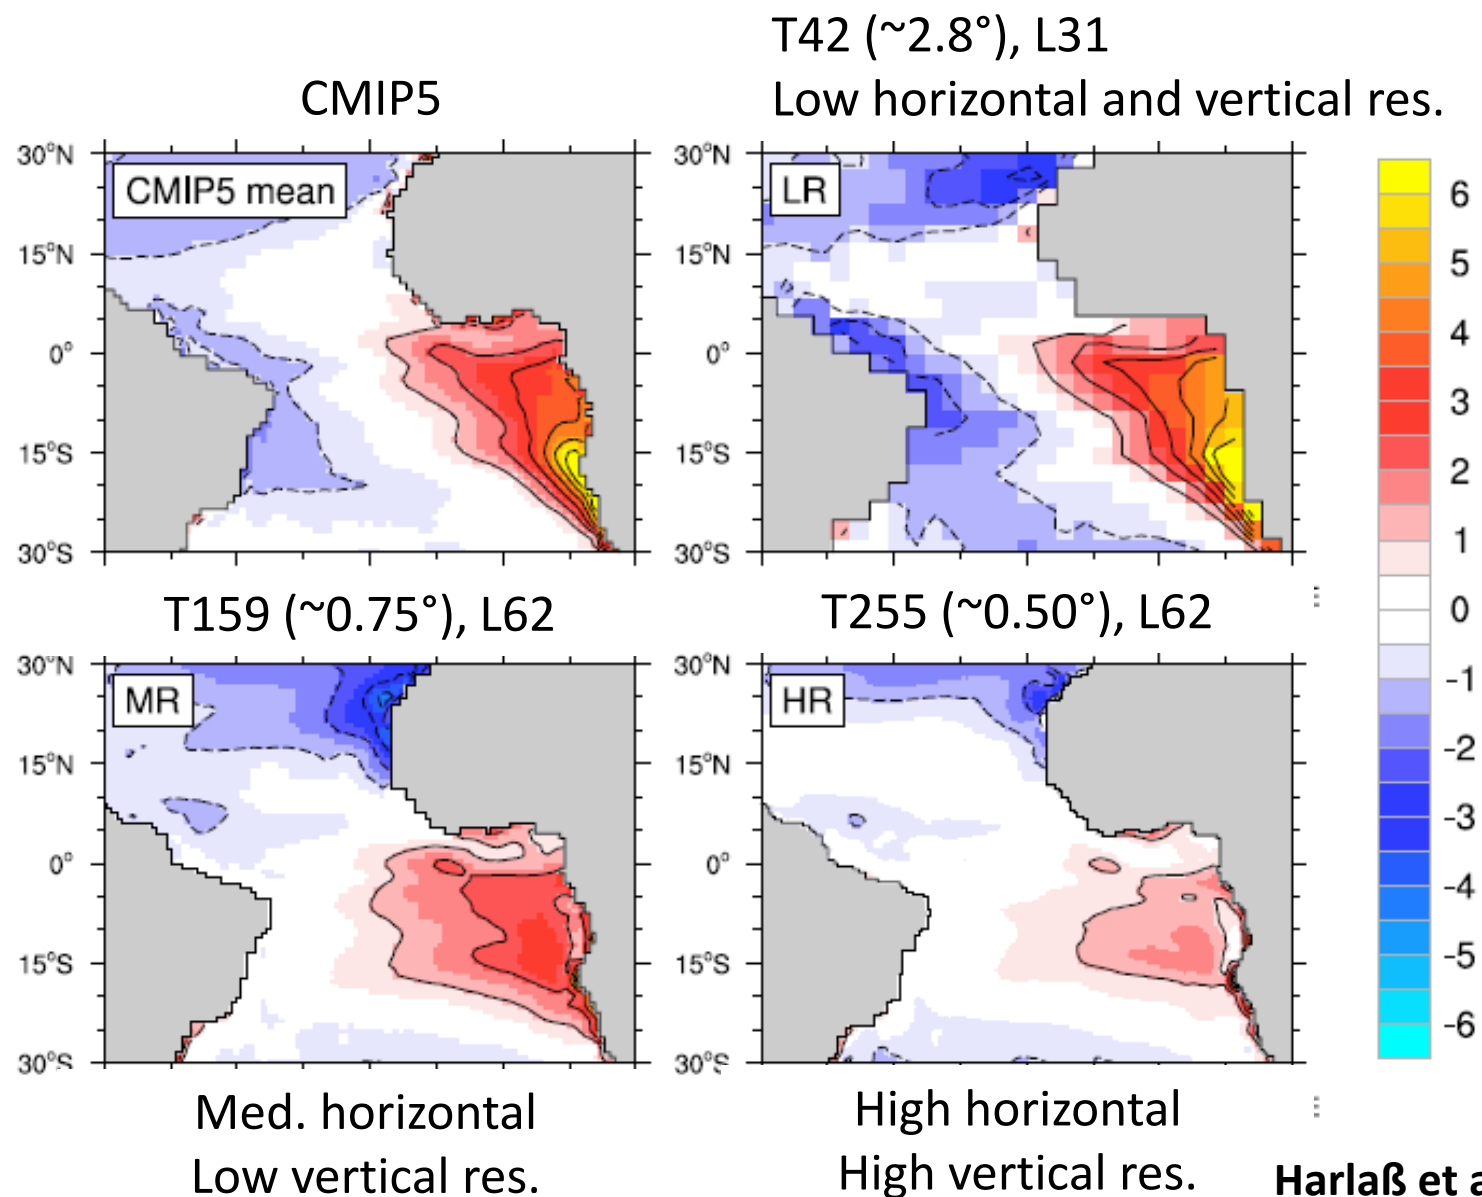 T42 (~2.8°), L31
CMIP5
Low horizontal and vertical res.
30°N
15°N
0°
15°S
30°S
CMIP5 mean
30°N
15°N
0°
15°S
30°S
LR
6
5
4
3
2
1
0
-1
-2
-3
-4
-5
-6
T159 (~0.75°), L62
T255 (~0.50°), L62
30°N
15°N
0°
15°S
30°S
MR
30°N
15°N
0°
15°S
30°S
HR
Med. horizontal
Low vertical res.
High horizontal
High vertical res.
Harlaß et a